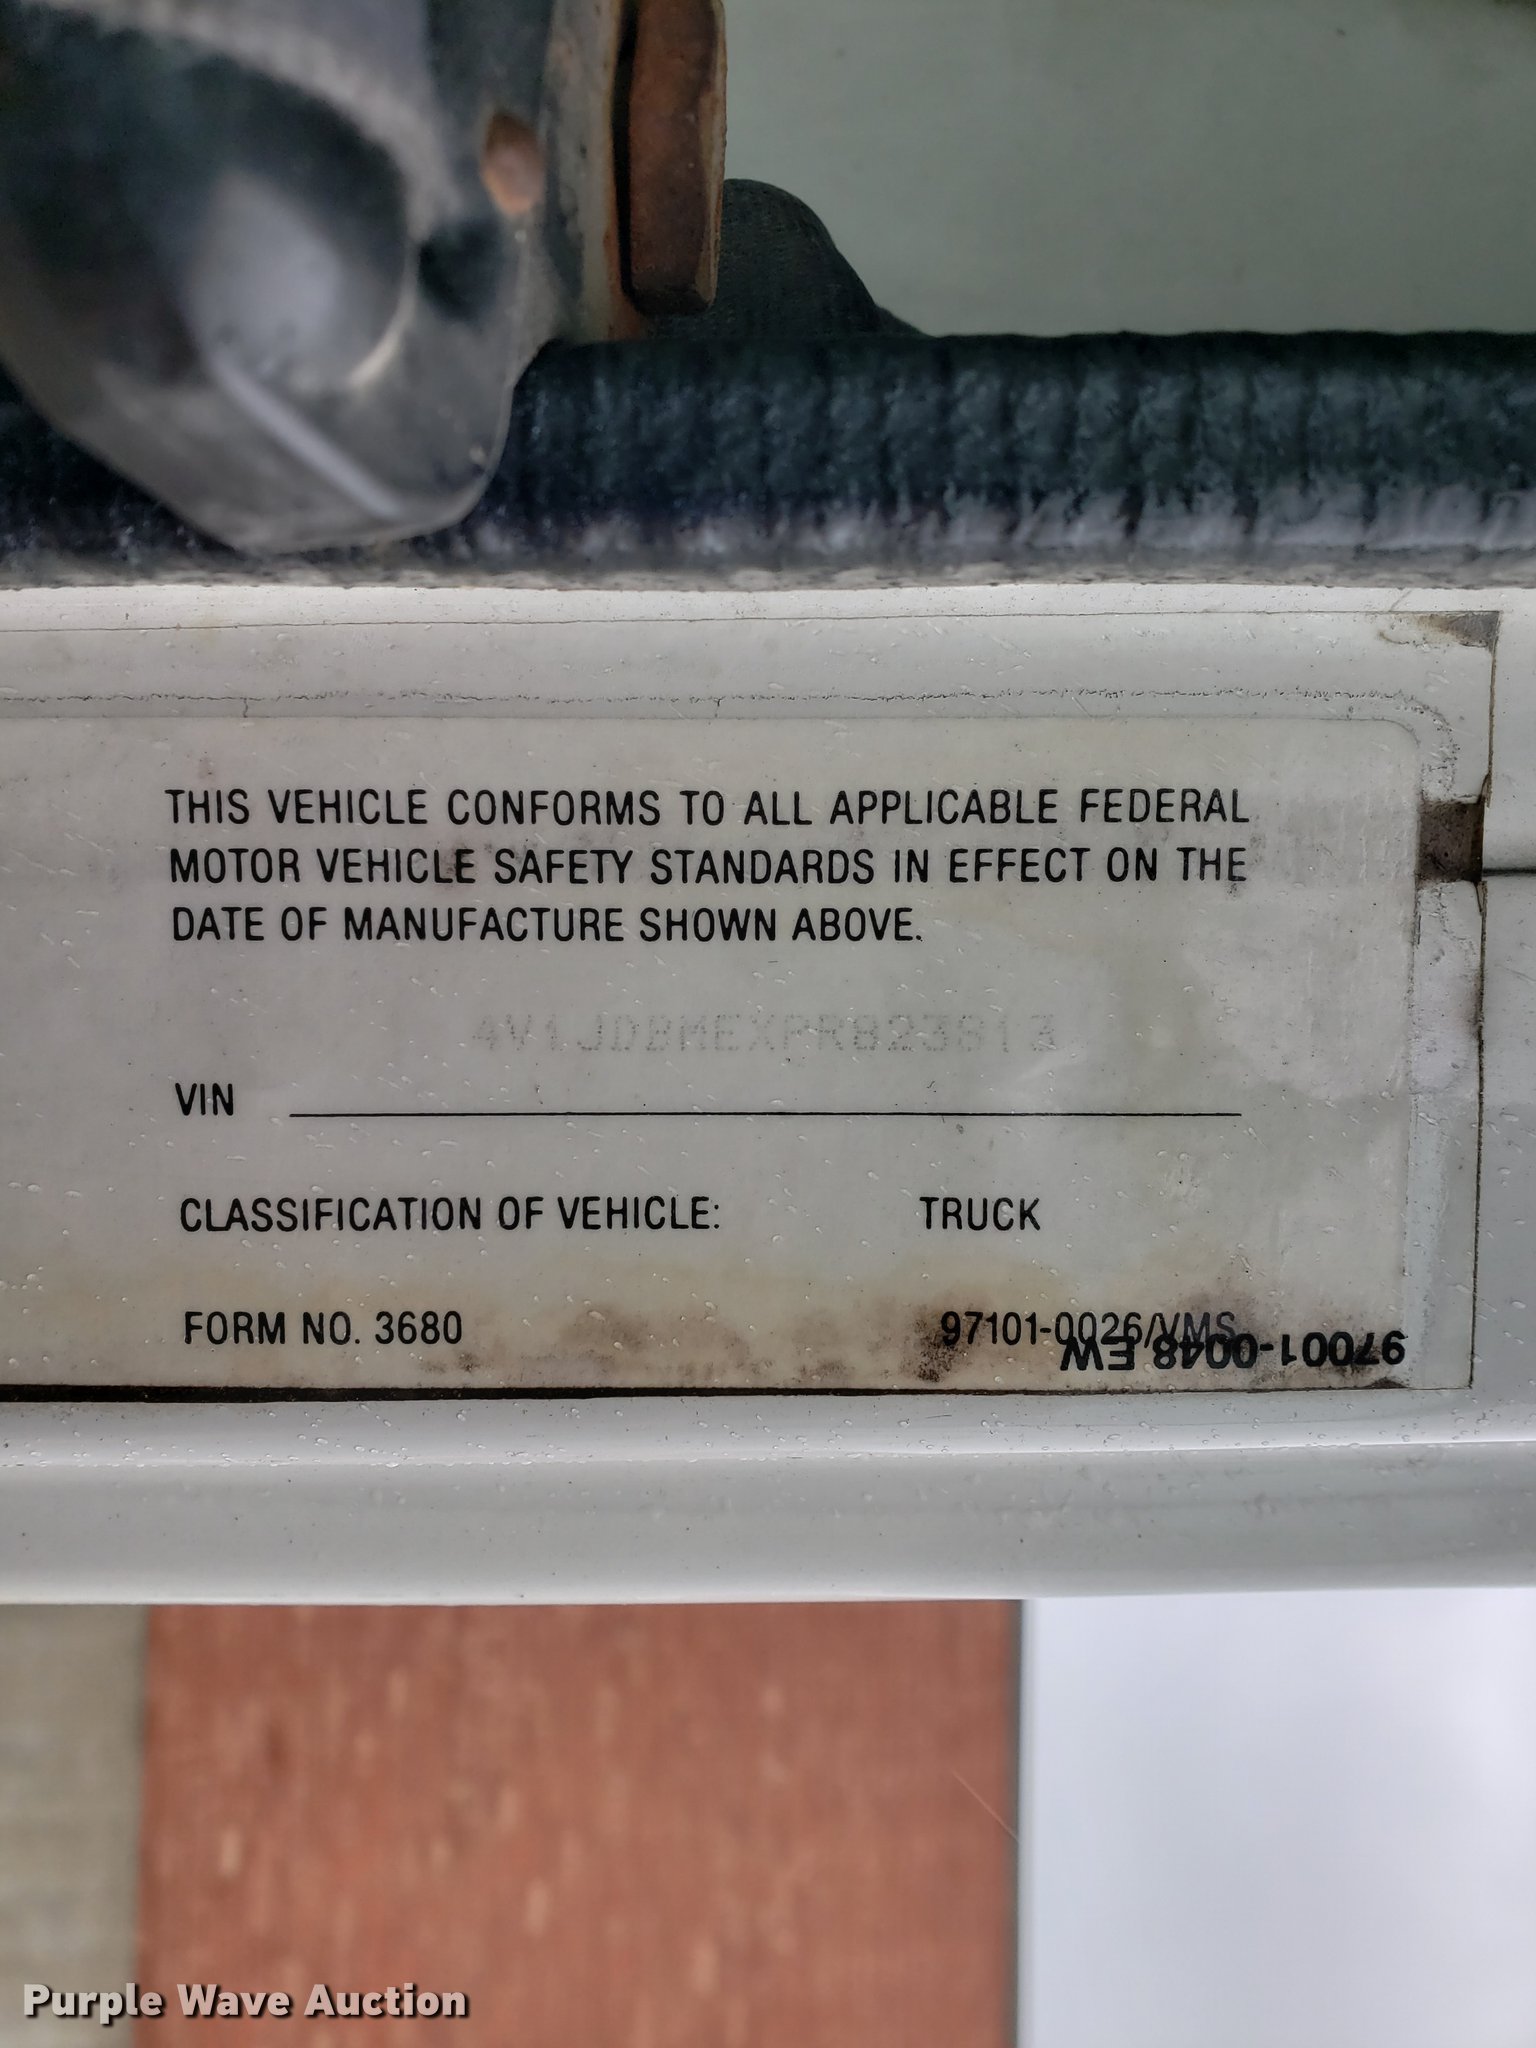 THIS VEHICLE CONFORMS TO ALL APPLICABLE FEDERAL
MOTOR VEHICLE SAFETY STANDARDS IN EFFECT ON THE
DATE OF MANUFACTURE SHOWN ABOVE.
VIN
CLASSIFICATION OF VEHICLE: TRUCK
FORM NO. 3680 97101-0026/VMS
97001-0048 EW
Purple Wave Auction